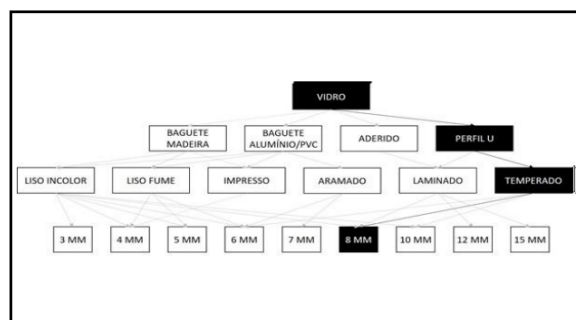 VIDRO
BAGUETE
MADEIRA
BAGUETE
ALUMÍNIO/PVC
ADERIDO
PERFIL U
LISO INCOLOR
LISO FUME
IMPRESSO
ARAMADO
LAMINADO
TEMPERADO
3 MM
4 MM
5 MM
6 MM
7 MM
8 MM
10 MM
12 MM
15 MM